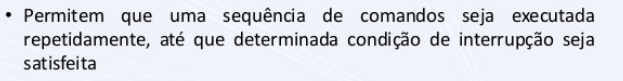 • Permitem que uma sequência de comandos seja executada
repetidamente, até que determinada condição de interrupção seja
satisfeita